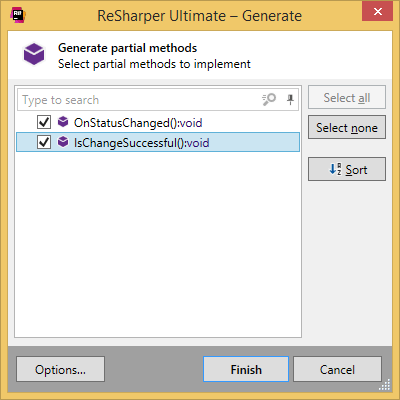 ReSharper Ultimate – Generate
Generate partial methods
Select partial methods to implement
Type to search
Select all
OnStatusChanged():void
Select none
IsChangeSuccessful():void
Sort
Options...
Finish
Cancel